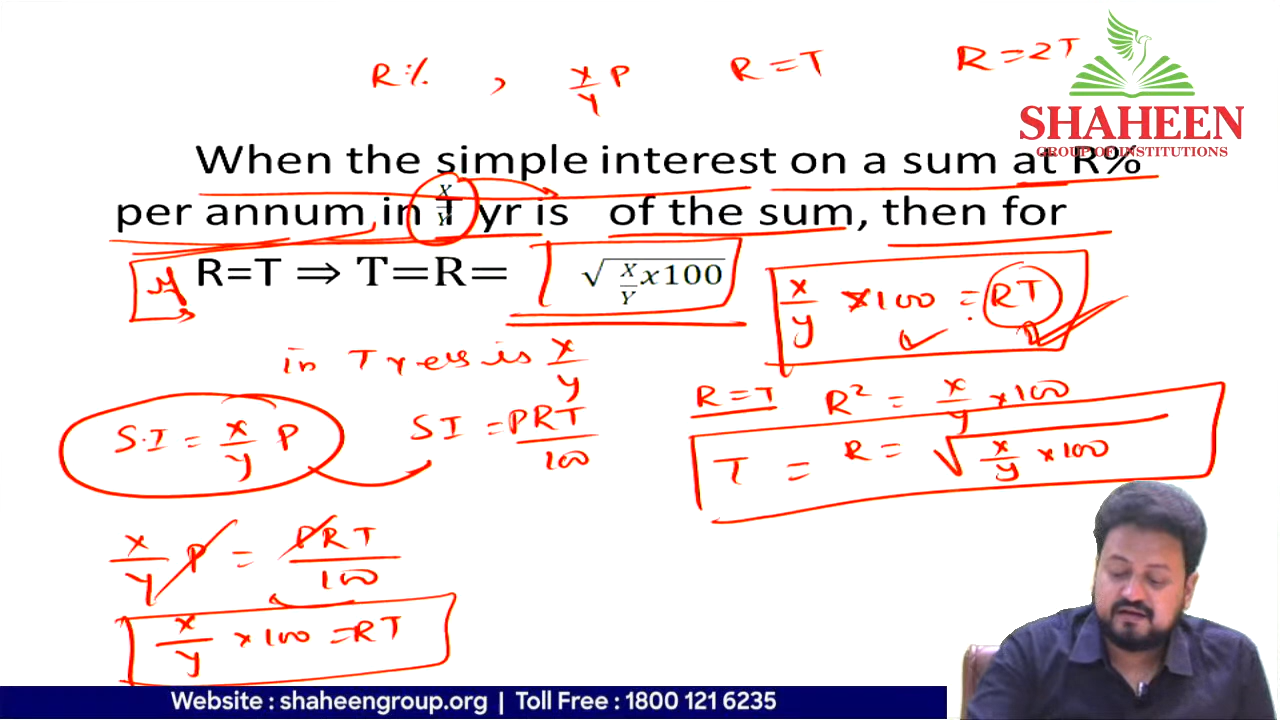 R% , x/y P R = T R = 2T
SHAHEEN
GROUP OF INSTITUTIONS
When the simple interest on a sum at R%
per annum, in T yr is X/Y of the sum, then for
R=T ⇒ T=R= √ X/Y x100
x/y × 100 = RT
in T years is x/y
S.I = x/y P SI = PRT/100
R = T R² = x/y × 100
T = R = √ x/y × 100
x/y P = PRT/100
x/y × 100 = RT
Website : shaheengroup.org | Toll Free : 1800 121 6235